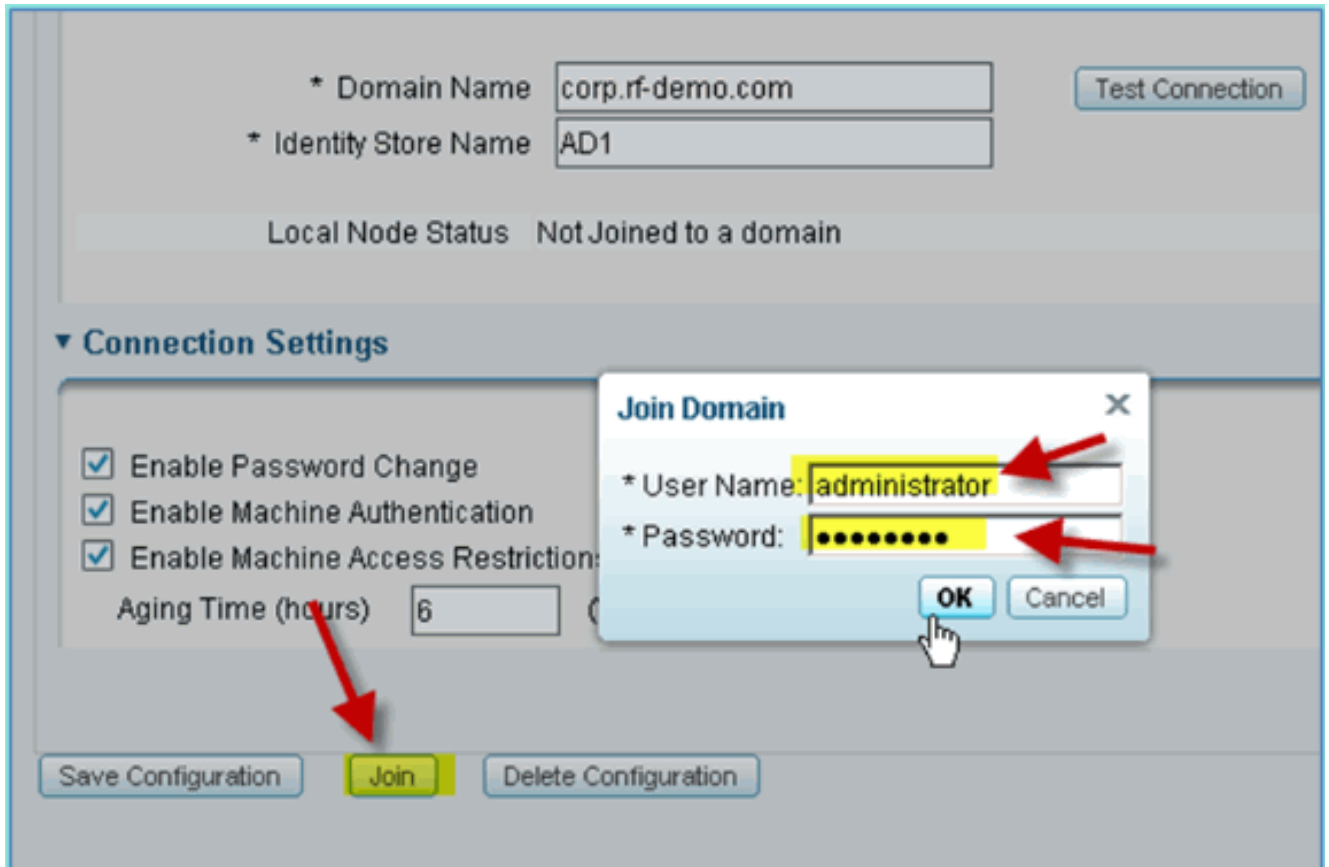 * Domain Name corp.rf-demo.com Test Connection
* Identity Store Name AD1
Local Node Status Not Joined to a domain
Connection Settings
Join Domain
* User Name: administrator
* Password: ••••••••
OK Cancel
Enable Password Change
Enable Machine Authentication
Enable Machine Access Restriction
Aging Time (hours) 6 (
Save Configuration Join Delete Configuration